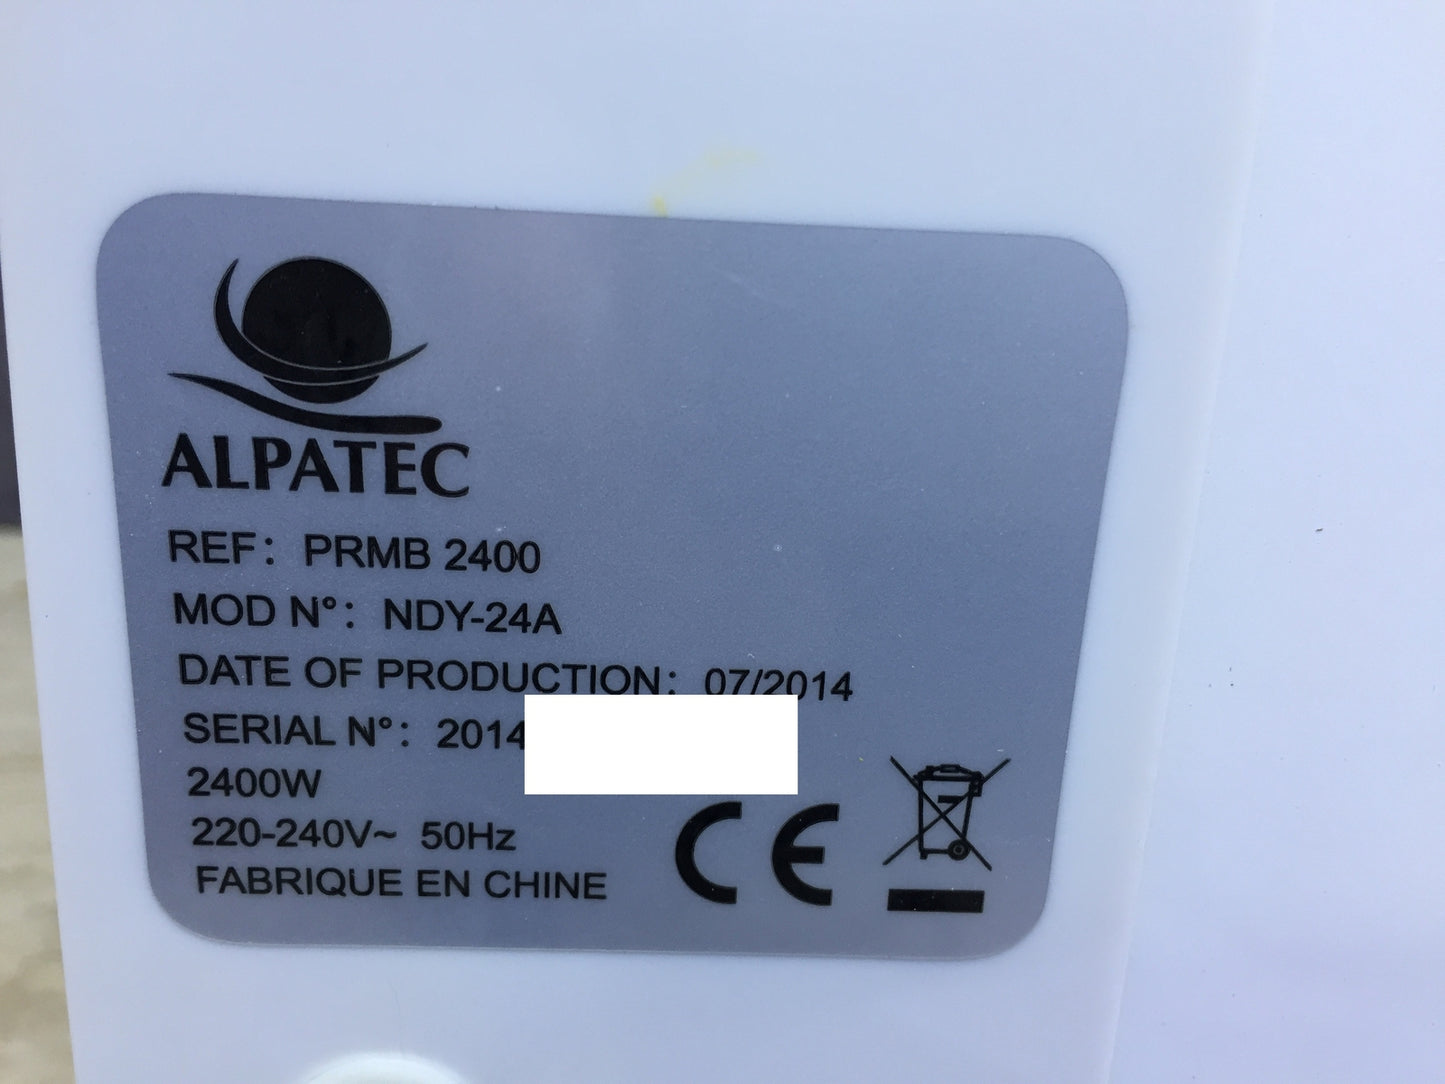 ALPATEC
REF: PRMB 2400
MOD N°: NDY-24A
DATE OF PRODUCTION: 07/2014
SERIAL N°: 2014
2400W
220-240V~ 50Hz
FABRIQUE EN CHINE
CE